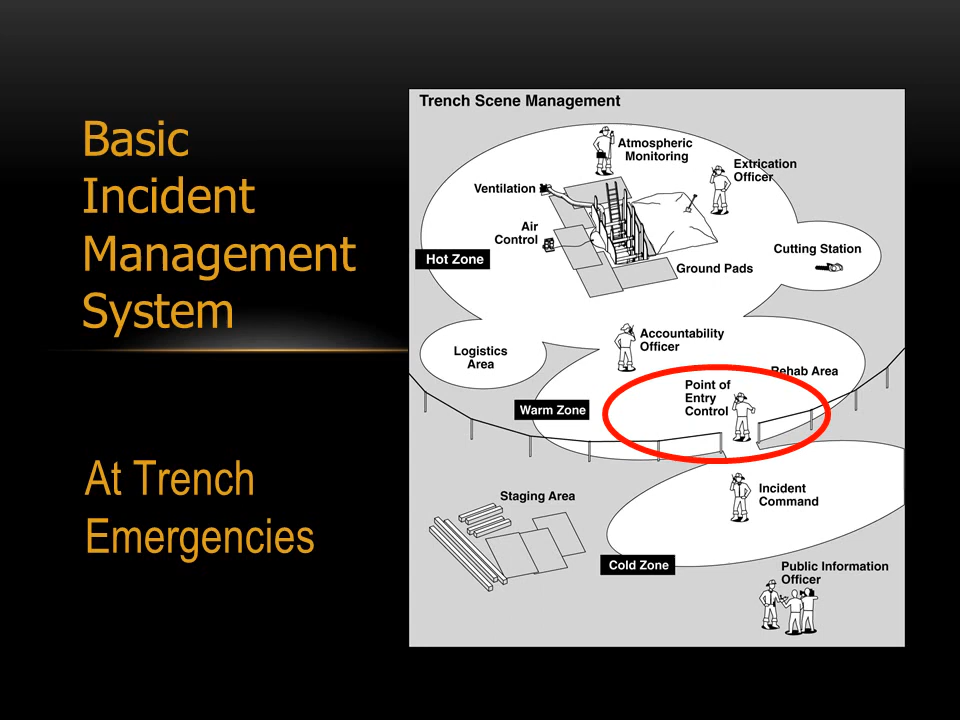 Basic
Incident
Management
System
At Trench
Emergencies
Trench Scene Management
Atmospheric
Monitoring
Extrication
Officer
Ventilation
Air
Control
Hot Zone
Cutting Station
Ground Pads
Logistics
Area
Accountability
Officer
Rehab Area
Point of
Entry
Control
Warm Zone
Staging Area
Incident
Command
Cold Zone
Public Information
Officer